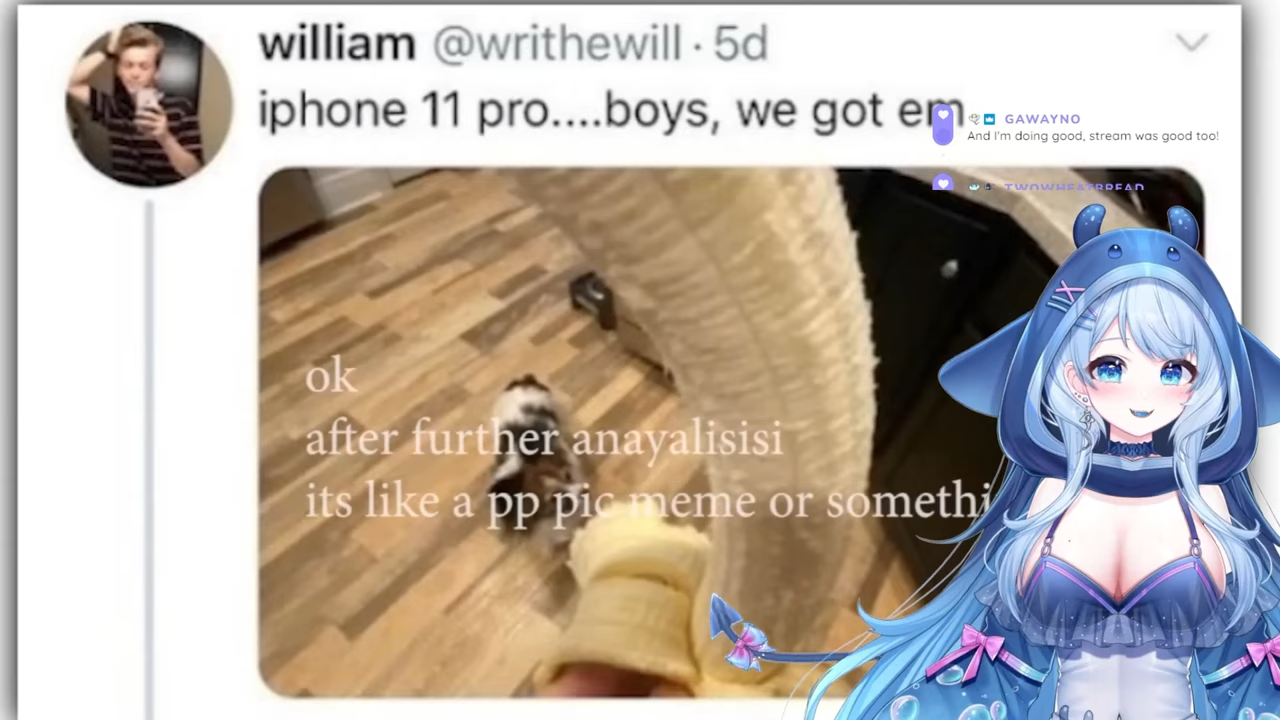 william @writhewill · 5d
iphone 11 pro....boys, we got em
GAWAYNO
And I'm doing good, stream was good too!
TWOWHEATBREAD
ok
after further anayalisisi
its like a pp pic meme or somethi